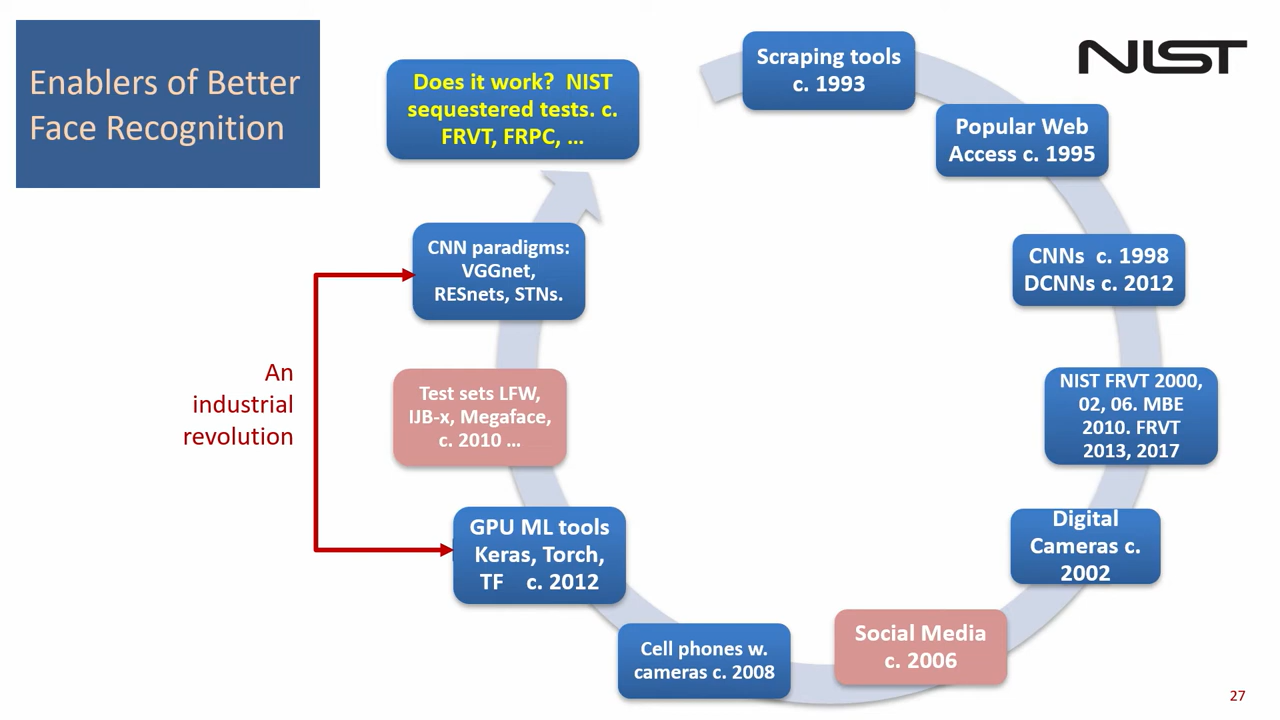 Enablers of Better
Face Recognition
NIST
Scraping tools
c. 1993
Popular Web
Access c. 1995
CNNs c. 1998
DCNNs c. 2012
NIST FRVT 2000,
02, 06. MBE
2010. FRVT
2013, 2017
Digital
Cameras c.
2002
Social Media
c. 2006
Cell phones w.
cameras c. 2008
GPU ML tools
Keras, Torch,
TF c. 2012
Test sets LFW,
IJB-x, Megaface,
c. 2010 ...
CNN paradigms:
VGGnet,
RESnets, STNs.
Does it work? NIST
sequestered tests. c.
FRVT, FRPC, ...
An
industrial
revolution
27